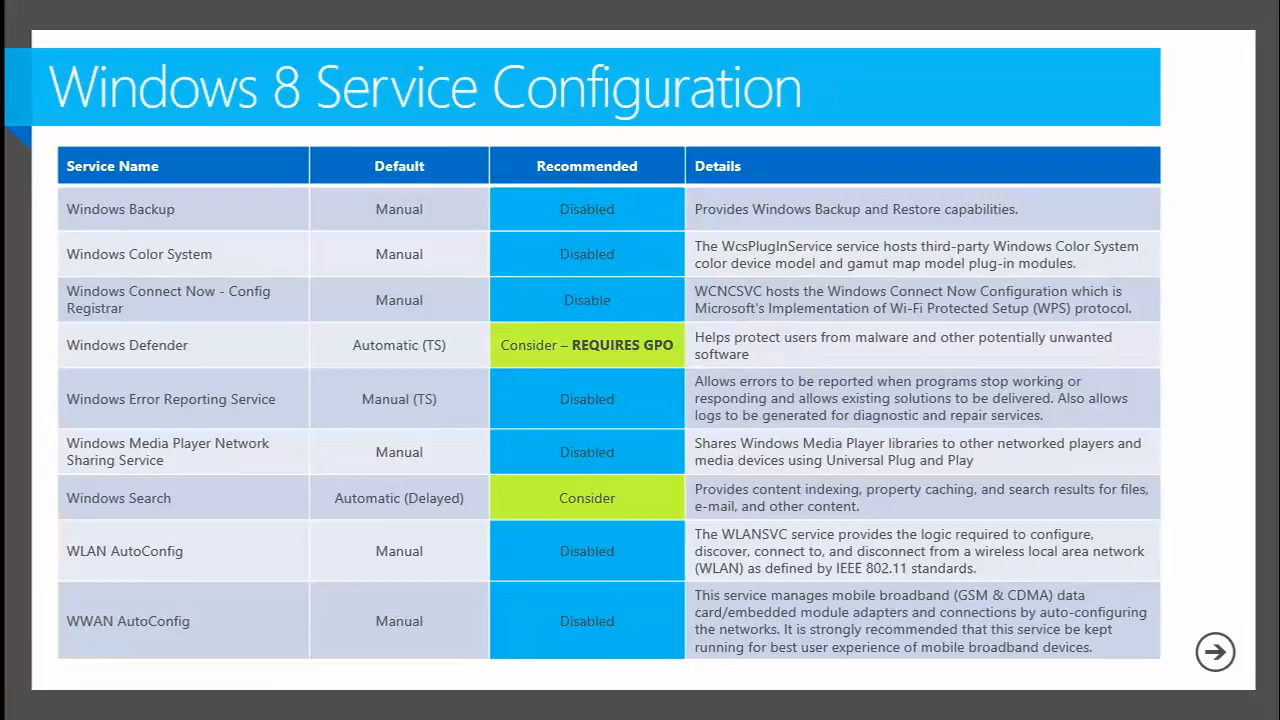 Windows 8 Service Configuration
Service Name Default Recommended Details
Windows Backup Manual Disabled Provides Windows Backup and Restore capabilities.
Windows Color System Manual Disabled The WcsPlugInService service hosts third-party Windows Color System
color device model and gamut map model plug-in modules.
Windows Connect Now - Config
Registrar Manual Disable WCNCSVC hosts the Windows Connect Now Configuration which is
Microsoft's Implementation of Wi-Fi Protected Setup (WPS) protocol.
Windows Defender Automatic (TS) Consider – REQUIRES GPO Helps protect users from malware and other potentially unwanted
software
Windows Error Reporting Service Manual (TS) Disabled Allows errors to be reported when programs stop working or
responding and allows existing solutions to be delivered. Also allows
logs to be generated for diagnostic and repair services.
Windows Media Player Network
Sharing Service Manual Disabled Shares Windows Media Player libraries to other networked players and
media devices using Universal Plug and Play
Windows Search Automatic (Delayed) Consider Provides content indexing, property caching, and search results for files,
e-mail, and other content.
WLAN AutoConfig Manual Disabled The WLANSVC service provides the logic required to configure,
discover, connect to, and disconnect from a wireless local area network
(WLAN) as defined by IEEE 802.11 standards.
WWAN AutoConfig Manual Disabled This service manages mobile broadband (GSM & CDMA) data
card/embedded module adapters and connections by auto-configuring
the networks. It is strongly recommended that this service be kept
running for best user experience of mobile broadband devices.